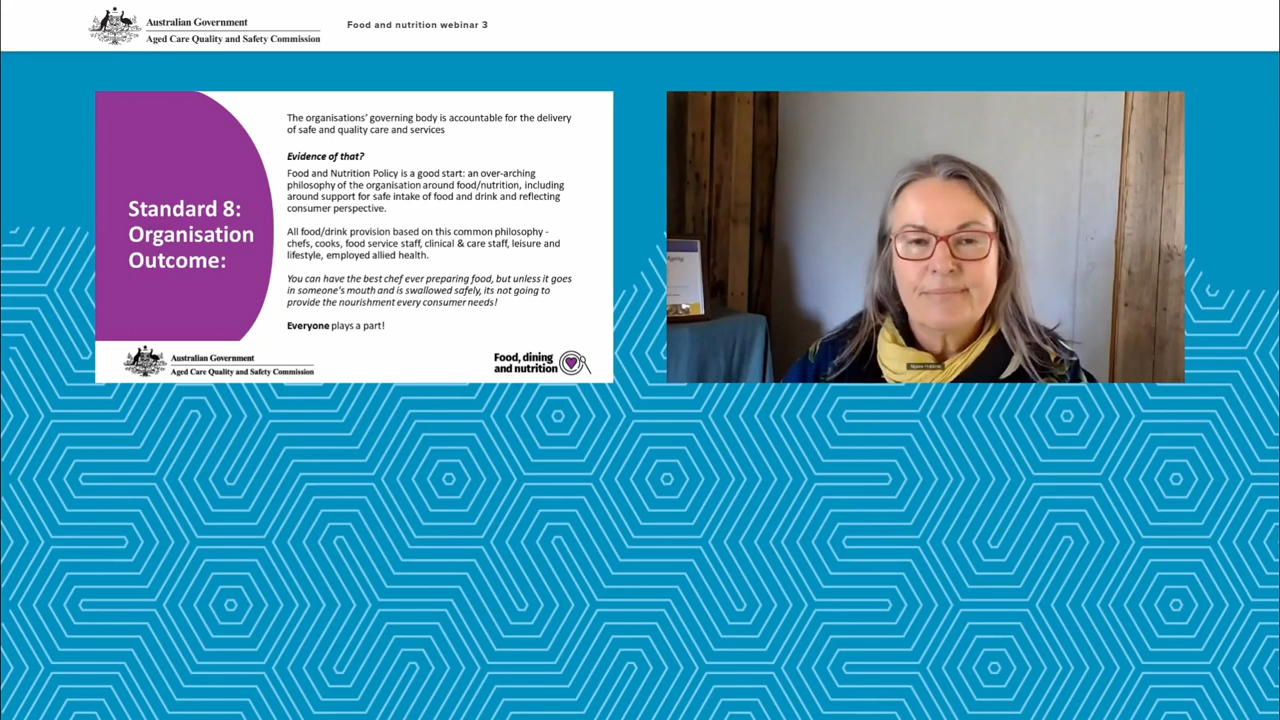 Australian Government
Aged Care Quality and Safety Commission
Food and nutrition webinar 3
Standard 8:
Organisation
Outcome:
The organisations' governing body is accountable for the delivery
of safe and quality care and services
Evidence of that?
Food and Nutrition Policy is a good start: an over-arching
philosophy of the organisation around food/nutrition, including
around support for safe intake of food and drink and reflecting
consumer perspective.
All food/drink provision based on this common philosophy -
chefs, cooks, food service staff, clinical & care staff, leisure and
lifestyle, employed allied health.
You can have the best chef ever preparing food, but unless it goes
in someone's mouth and is swallowed safely, its not going to
provide the nourishment every consumer needs!
Everyone plays a part!
Australian Government
Aged Care Quality and Safety Commission
Food, dining
and nutrition